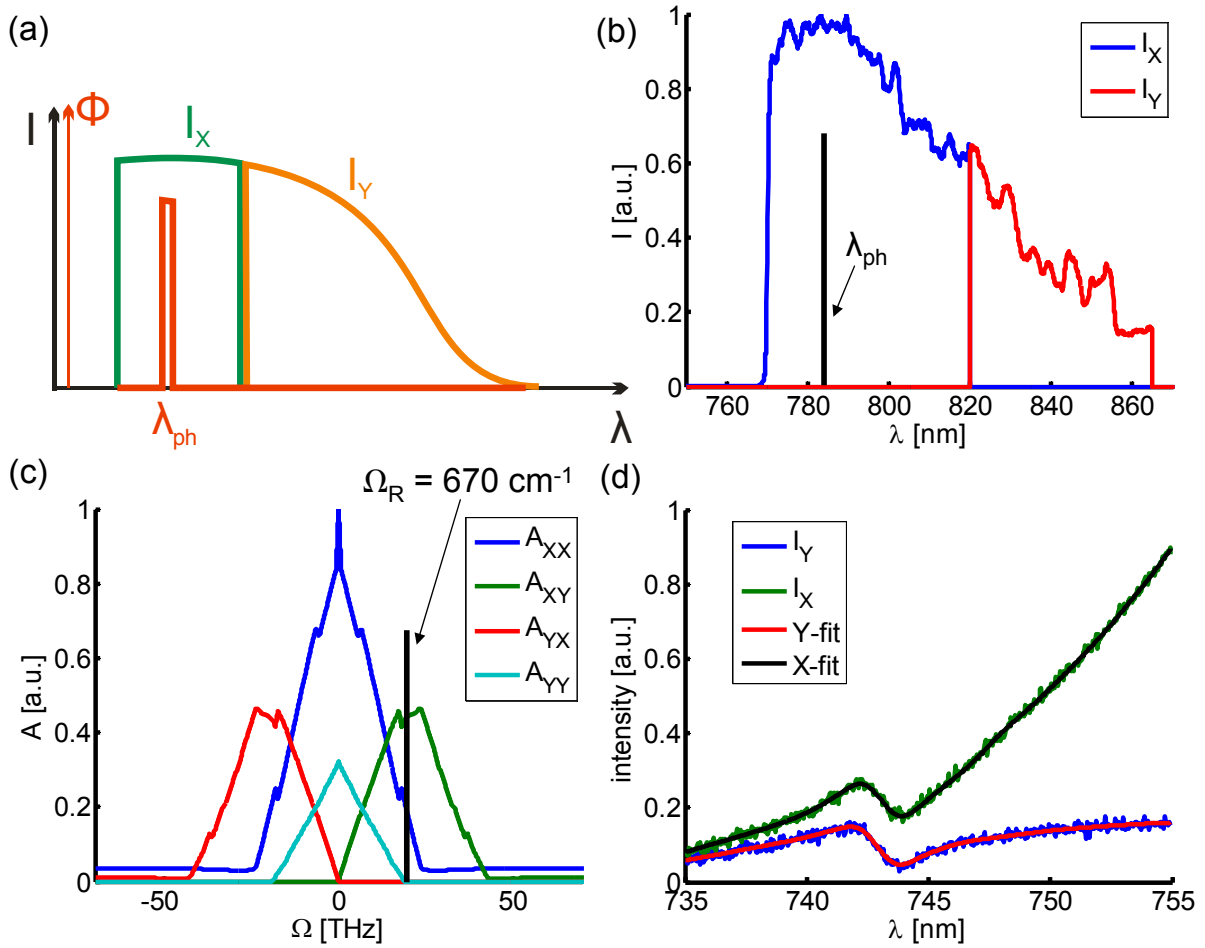 (a)
I
Φ
I_X
I_Y
λ_ph
λ
(b)
I [a.u.]
1
0.8
0.6
0.4
0.2
0
760
780
800
820
840
860
λ [nm]
I_X
I_Y
λ_ph
(c)
Ω_R = 670 cm⁻¹
A [a.u.]
1
0.8
0.6
0.4
0.2
0
-50
0
50
Ω [THz]
A_XX
A_XY
A_YX
A_YY
(d)
intensity [a.u.]
1
0.8
0.6
0.4
0.2
0
735
740
745
750
755
λ [nm]
I_Y
I_X
Y-fit
X-fit